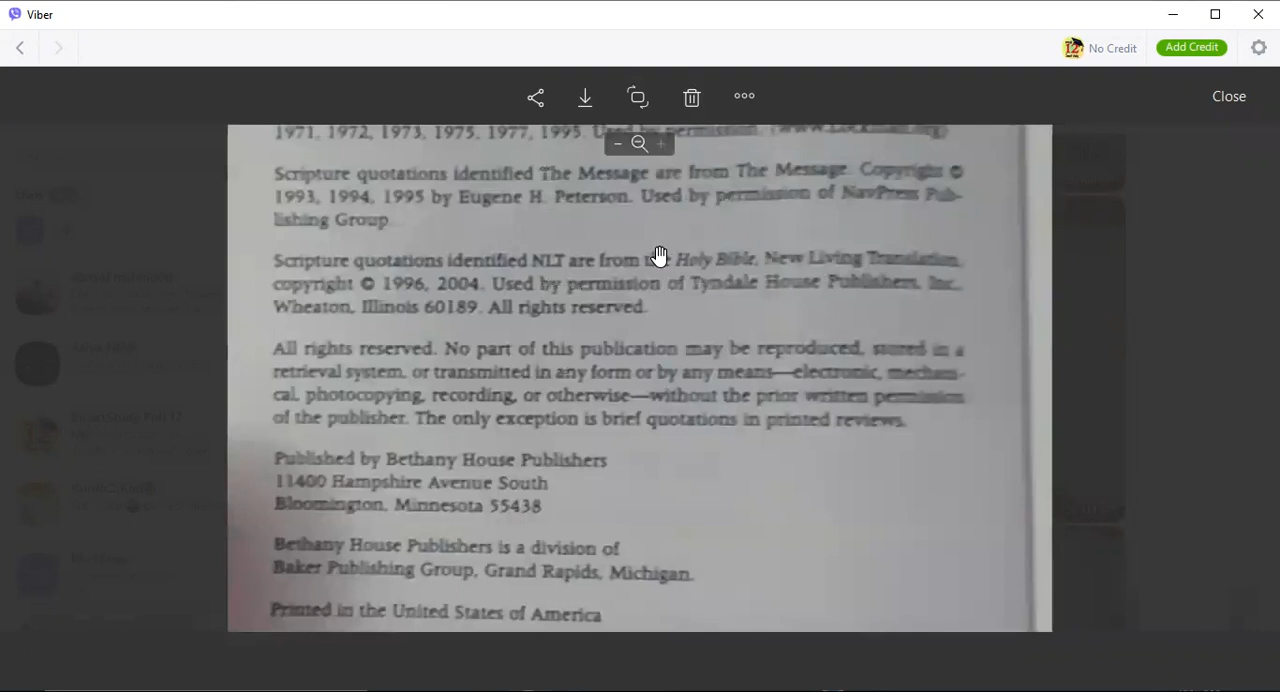 Viber
No Credit
Add Credit
Close
1971, 1972, 1973, 1975, 1977, 1995. Used by permission. (www.Lockman.org)
Scripture quotations identified The Message are from The Message. Copyright ©
1993, 1994, 1995 by Eugene H. Peterson. Used by permission of NavPress Pub-
lishing Group.
Scripture quotations identified NLT are from the Holy Bible, New Living Translation,
copyright © 1996, 2004. Used by permission of Tyndale House Publishers, Inc.,
Wheaton, Illinois 60189. All rights reserved.
All rights reserved. No part of this publication may be reproduced, stored in a
retrieval system, or transmitted in any form or by any means—electronic, mechani-
cal, photocopying, recording, or otherwise—without the prior written permission
of the publisher. The only exception is brief quotations in printed reviews.
Published by Bethany House Publishers
11400 Hampshire Avenue South
Bloomington, Minnesota 55438
Bethany House Publishers is a division of
Baker Publishing Group, Grand Rapids, Michigan.
Printed in the United States of America